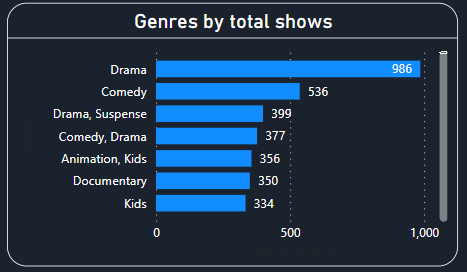 Genres by total shows
Drama 986
Comedy 536
Drama, Suspense 399
Comedy, Drama 377
Animation, Kids 356
Documentary 350
Kids 334
0 500 1,000